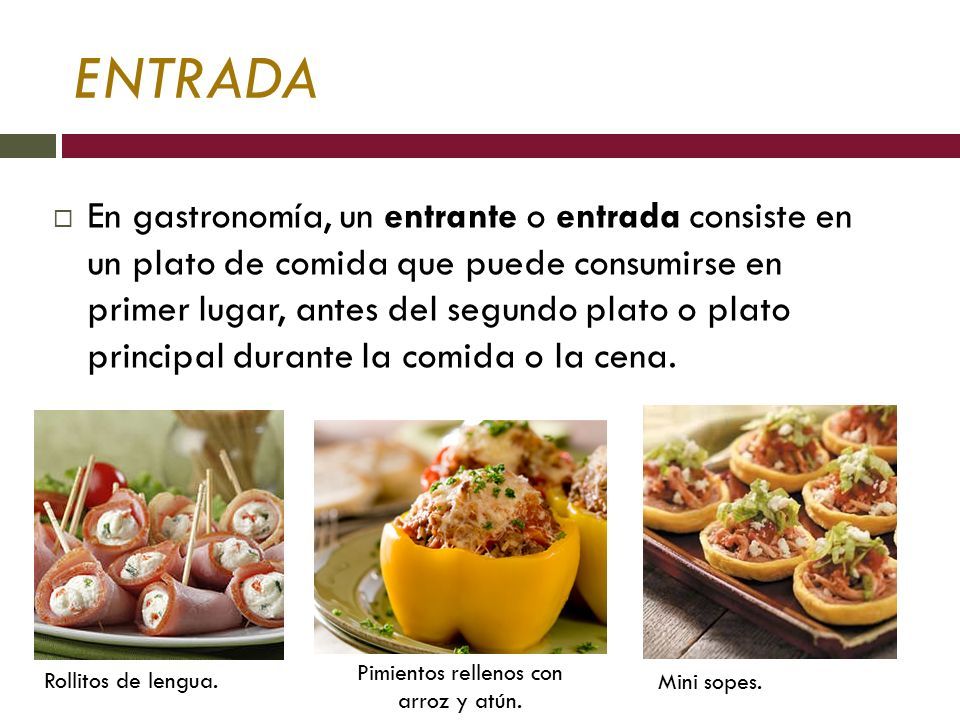 ENTRADA
En gastronomía, un entrante o entrada consiste en
un plato de comida que puede consumirse en
primer lugar, antes del segundo plato o plato
principal durante la comida o la cena.
Rollitos de lengua.
Pimientos rellenos con
arroz y atún.
Mini sopes.